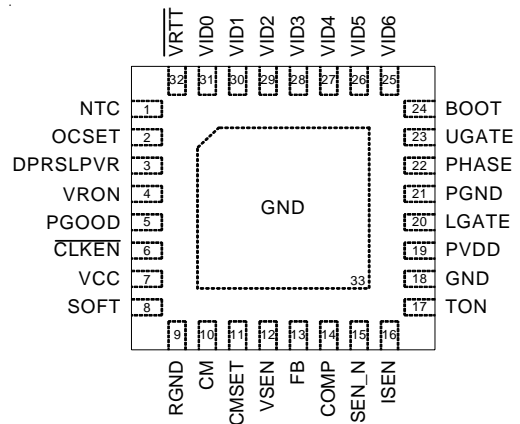 VRTT
VID0
VID1
VID2
VID3
VID4
VID5
VID6
32
31
30
29
28
27
26
25
NTC 1
OCSET 2
DPRSLPVR 3
VRON 4
PGOOD 5
CLKEN 6
VCC 7
SOFT 8
GND
33
24 BOOT
23 UGATE
22 PHASE
21 PGND
20 LGATE
19 PVDD
18 GND
17 TON
9
10
11
12
13
14
15
16
RGND
CM
CMSET
VSEN
FB
COMP
SEN_N
ISEN